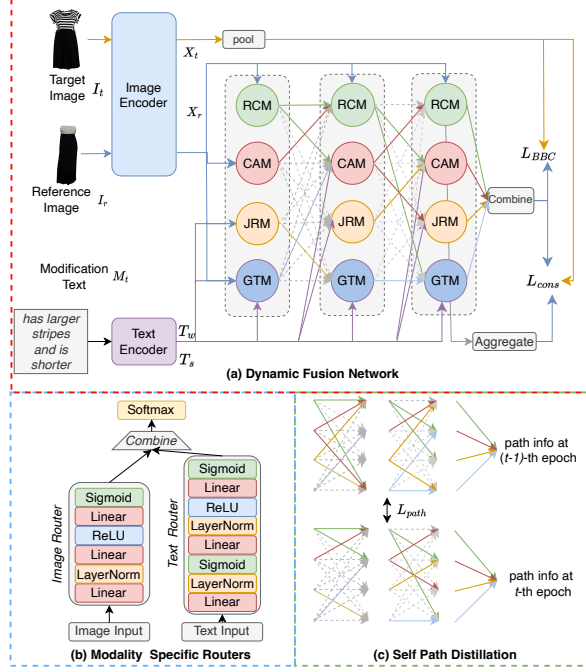 Target
Image
I_t
Image
Encoder
X_t
pool
X_r
Reference
Image
I_r
RCM
RCM
RCM
CAM
CAM
CAM
JRM
JRM
JRM
GTM
GTM
GTM
L_BBC
Combine
L_cons
Modification
Text
M_t
has larger
stripes
and is
shorter
Text
Encoder
T_w
T_s
Aggregate
(a) Dynamic Fusion Network
Softmax
Combine
Image Router
Sigmoid
Linear
ReLU
Linear
LayerNorm
Linear
Image Input
Text Router
Sigmoid
Linear
ReLU
LayerNorm
Linear
Sigmoid
LayerNorm
Linear
Text Input
(b) Modality Specific Routers
path info at
(t-1)-th epoch
L_path
path info at
t-th epoch
(c) Self Path Distillation